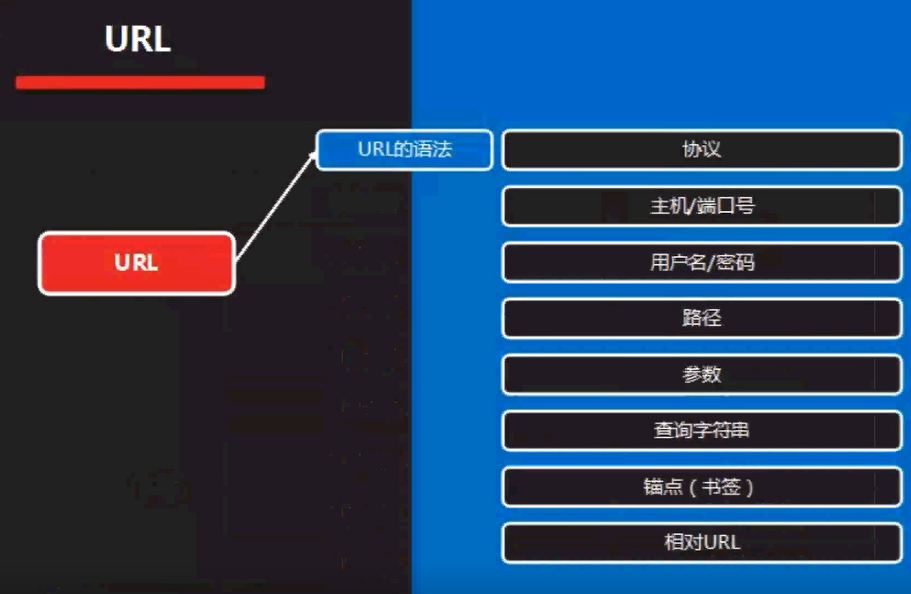 URL
URL
URL的语法
协议
主机/端口号
用户名/密码
路径
参数
查询字符串
锚点（书签）
相对URL